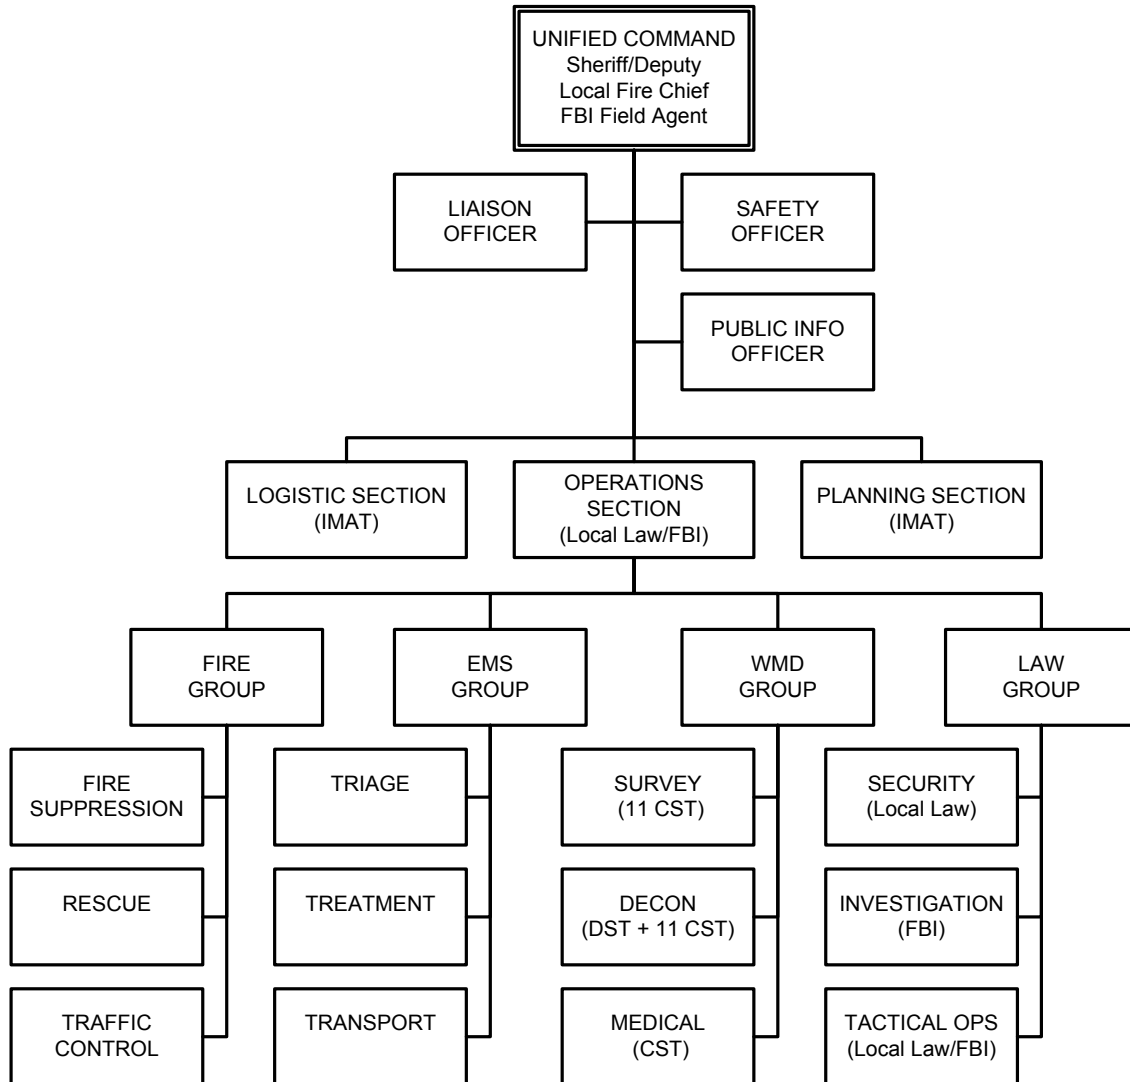 UNIFIED COMMAND
Sheriff/Deputy
Local Fire Chief
FBI Field Agent
LIAISON
OFFICER
SAFETY
OFFICER
PUBLIC INFO
OFFICER
LOGISTIC SECTION
(IMAT)
OPERATIONS
SECTION
(Local Law/FBI)
PLANNING SECTION
(IMAT)
FIRE
GROUP
EMS
GROUP
WMD
GROUP
LAW
GROUP
FIRE
SUPPRESSION
TRIAGE
SURVEY
(11 CST)
SECURITY
(Local Law)
RESCUE
TREATMENT
DECON
(DST + 11 CST)
INVESTIGATION
(FBI)
TRAFFIC
CONTROL
TRANSPORT
MEDICAL
(CST)
TACTICAL OPS
(Local Law/FBI)